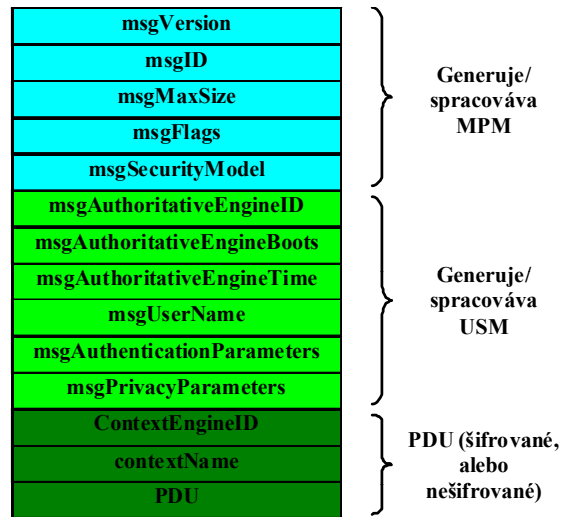 msgVersion
msgID
msgMaxSize
msgFlags
msgSecurityModel
Generuje/
spracováva
MPM
msgAuthoritativeEngineID
msgAuthoritativeEngineBoots
msgAuthoritativeEngineTime
msgUserName
msgAuthenticationParameters
msgPrivacyParameters
Generuje/
spracováva
USM
ContextEngineID
contextName
PDU
PDU (šifrované,
alebo
nešifrované)